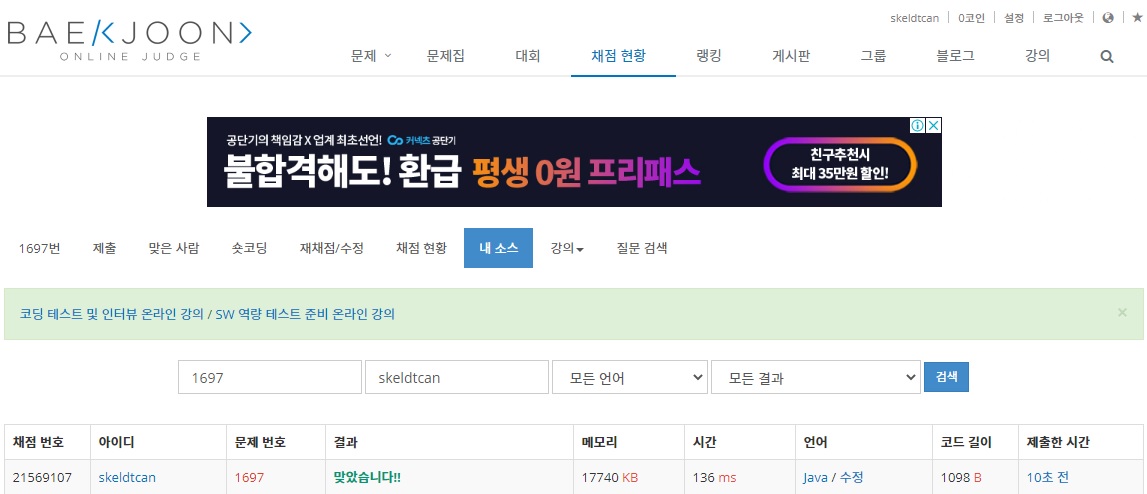 skeldtcan 0코인 설정 로그아웃
BAEKJOON
ONLINE JUDGE
문제 문제집 대회 채점 현황 랭킹 게시판 그룹 블로그 강의
공단기의 책임감 X 업계 최초선언! 커넥츠 공단기
불합격해도! 환급 평생 0원 프리패스
친구추천시
최대 35만원 할인!
1697번 제출 맞은 사람 숏코딩 재채점/수정 채점 현황 내 소스 강의 질문 검색
코딩 테스트 및 인터뷰 온라인 강의 / SW 역량 테스트 준비 온라인 강의 ×
1697 skeldtcan 모든 언어 모든 결과 검색
채점 번호 아이디 문제 번호 결과 메모리 시간 언어 코드 길이 제출한 시간
21569107 skeldtcan 1697 맞았습니다!! 17740 KB 136 ms Java / 수정 1098 B 10초 전